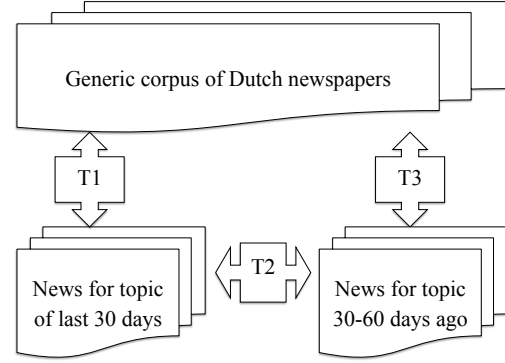 Generic corpus of Dutch newspapers
T1
T3
T2
News for topic
of last 30 days
News for topic
30-60 days ago